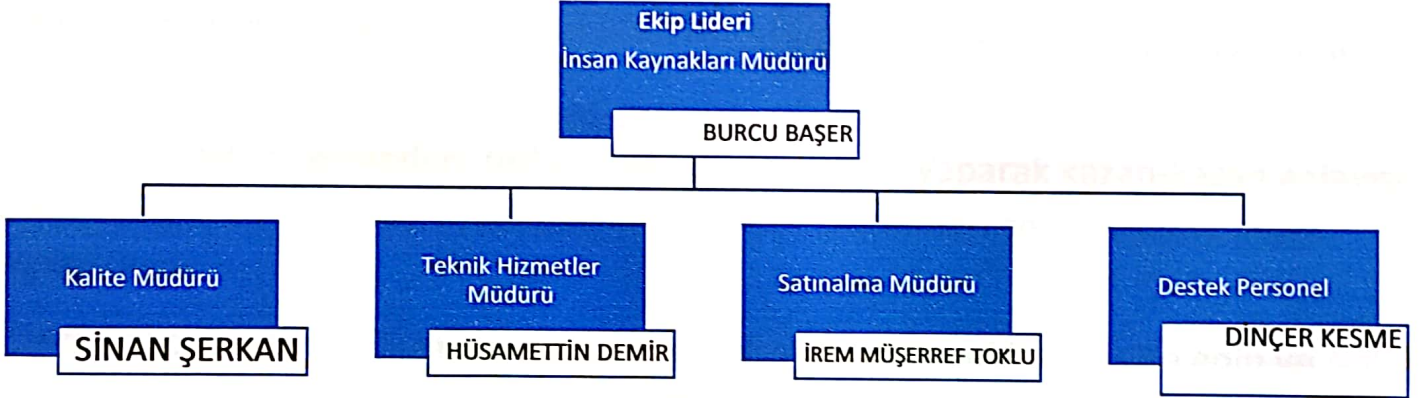 Ekip Lideri
İnsan Kaynakları Müdürü
BURCU BAŞER
Kalite Müdürü
SİNAN ŞERKAN
Teknik Hizmetler
Müdürü
HÜSAMETTİN DEMİR
Satınalma Müdürü
İREM MÜŞERREF TOKLU
Destek Personel
DİNÇER KESME